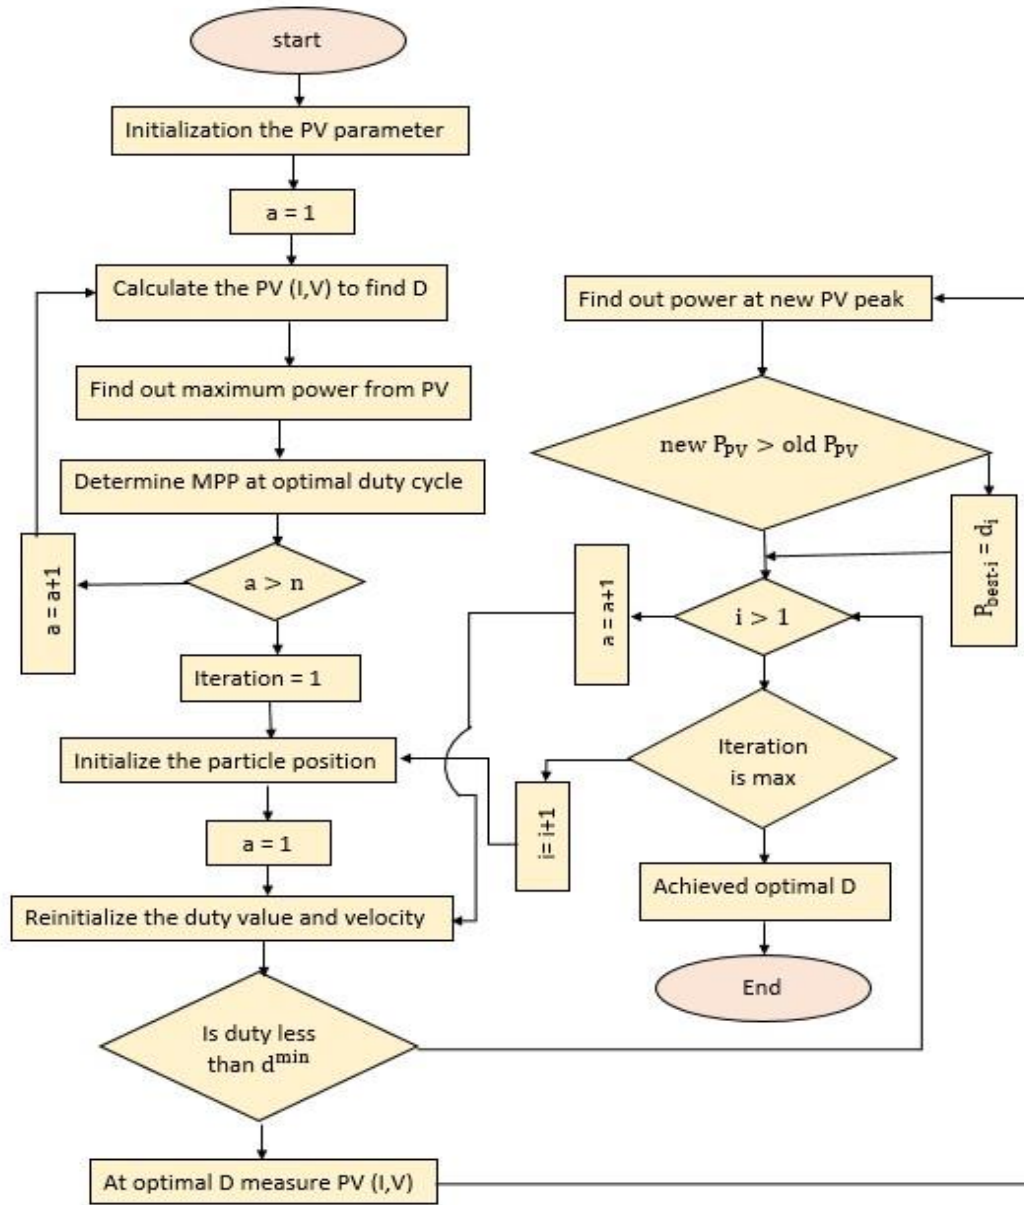 start
Initialization the PV parameter
a = 1
Calculate the PV (I,V) to find D
Find out maximum power from PV
Determine MPP at optimal duty cycle
a > n
a = a+1
Iteration = 1
Initialize the particle position
a = 1
Reinitialize the duty value and velocity
Is duty less
than d^min
At optimal D measure PV (I,V)
Find out power at new PV peak
new P_PV > old P_PV
P_best-i = d_i
i > 1
a = a+1
Iteration
is max
i= i+1
Achieved optimal D
End